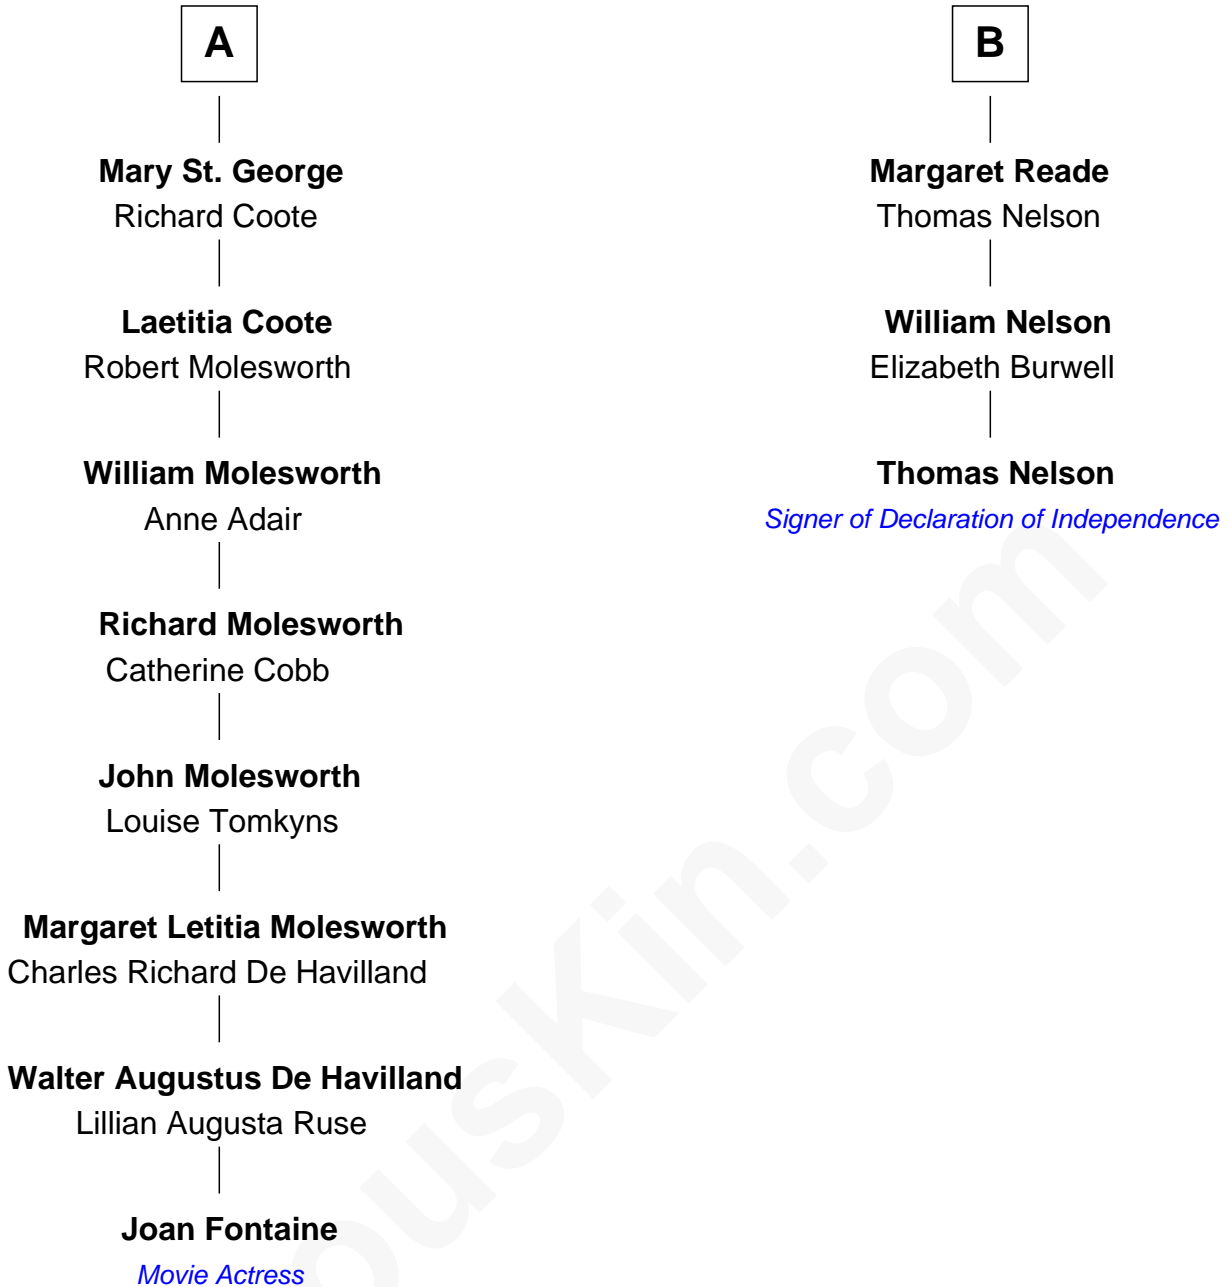 A
Mary St. George
Richard Coote
Laetitia Coote
Robert Molesworth
William Molesworth
Anne Adair
Richard Molesworth
Catherine Cobb
John Molesworth
Louise Tomkyns
Margaret Letitia Molesworth
Charles Richard De Havilland
Walter Augustus De Havilland
Lillian Augusta Ruse
Joan Fontaine
Movie Actress
B
Margaret Reade
Thomas Nelson
William Nelson
Elizabeth Burwell
Thomas Nelson
Signer of Declaration of Independence
ousKin.com